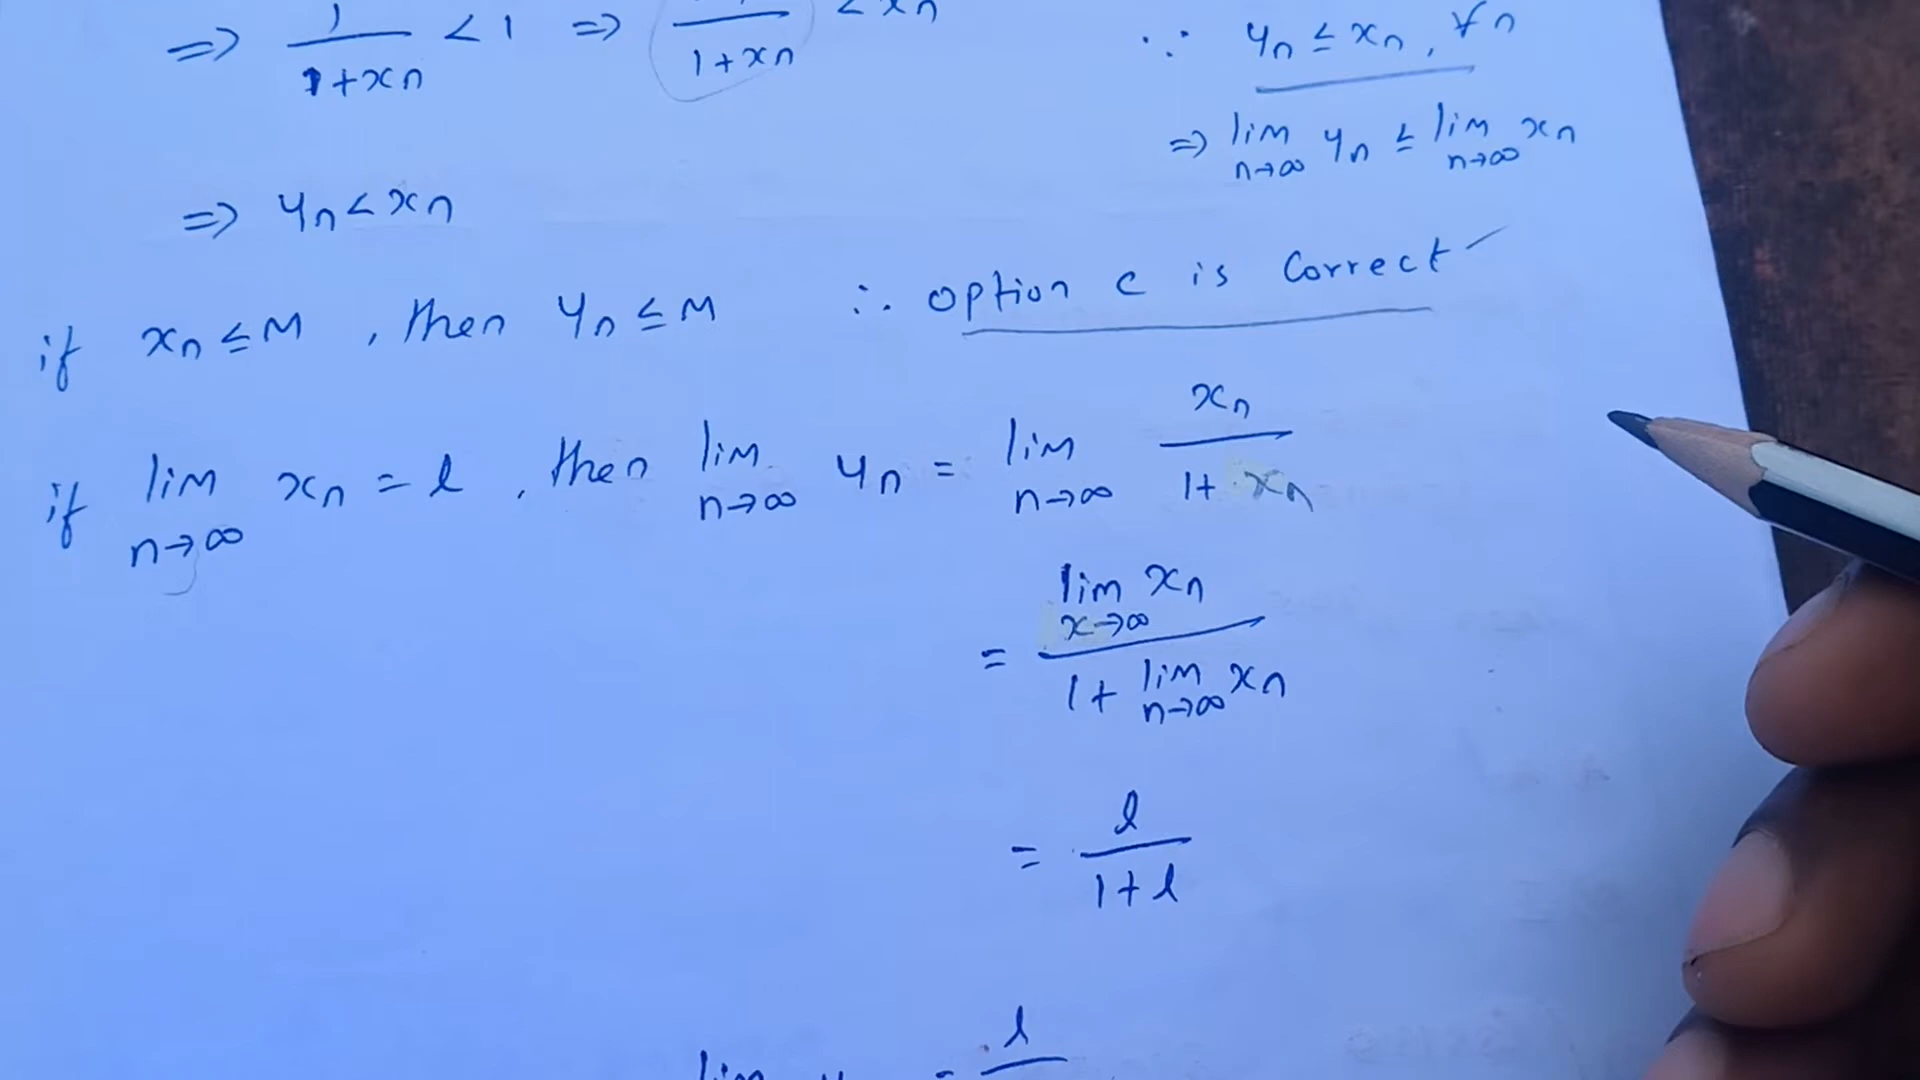 ⇒ 1/(1+xn) < 1 ⇒ /(1+xn) < xn
∵ yn ≤ xn, ∀n
⇒ lim n→∞ yn ≤ lim n→∞ xn
⇒ yn < xn
if xn ≤ M, then yn ≤ M ∴ option c is correct
if lim n→∞ xn = l, then lim n→∞ yn = lim n→∞ xn/(1+xn)
= lim x→∞ xn/(1+ lim n→∞ xn)
= l/(1+l)
lim = l